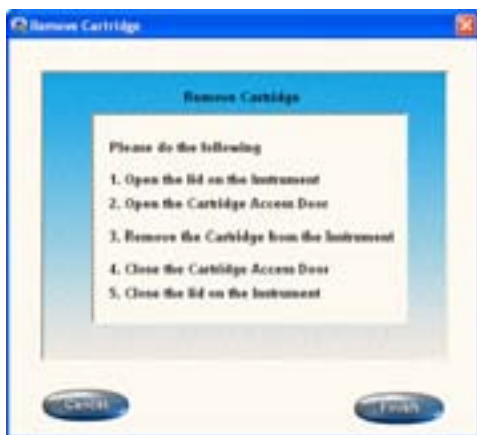 Remove Cartridge
Remove Cartridge
Please do the following
1. Open the lid on the Instrument
2. Open the Cartridge Access Door
3. Remove the Cartridge from the Instrument
4. Close the Cartridge Access Door
5. Close the lid on the Instrument
Cancel
Finish